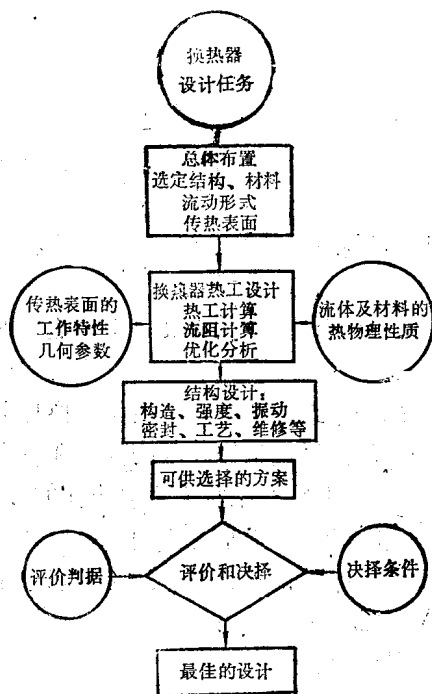 换热器
设计任务
总体布置
选定结构、材料
流动形式
传热表面
传热表面的
工作特性
几何参数
换热器热工设计
热工计算
流阻计算
优化分析
流体及材料的
热物理性质
结构设计：
构造、强度、振动
密封、工艺、维修等
可供选择的方案
评价判据
评价和决择
决择条件
最佳的设计